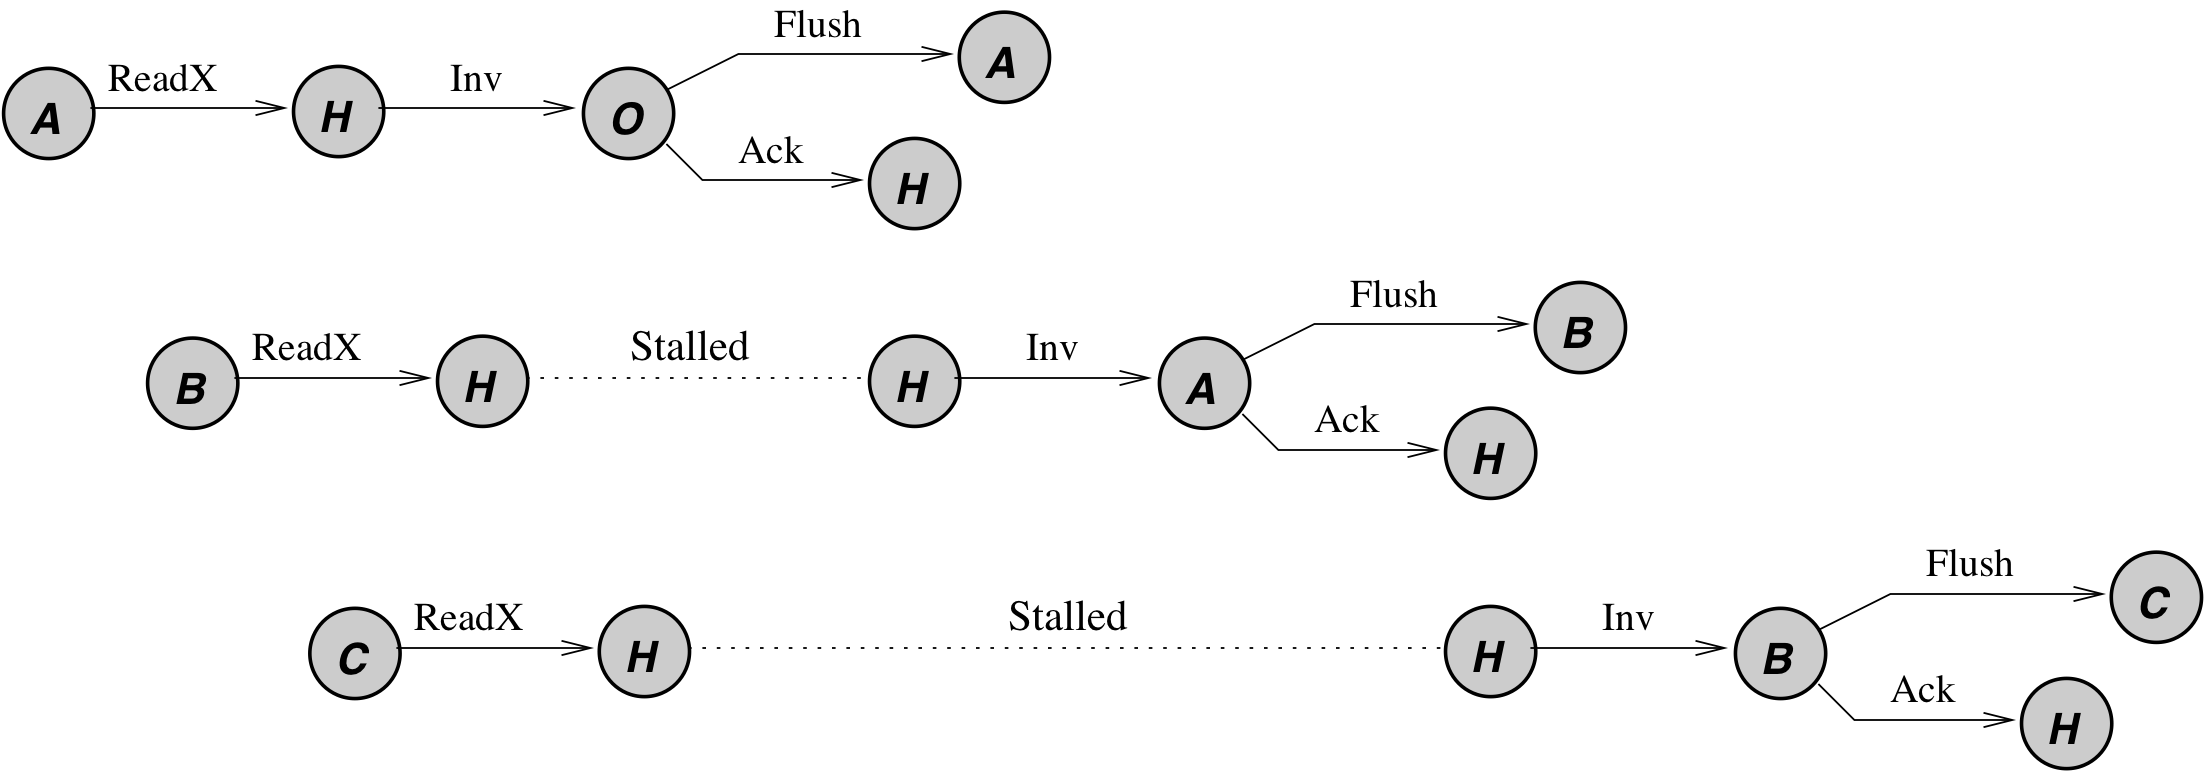 Flush
A ReadX H Inv O A
Ack
H
Flush
B ReadX H Stalled H Inv A B
Ack
H
Flush
C ReadX H Stalled H Inv B C
Ack
H